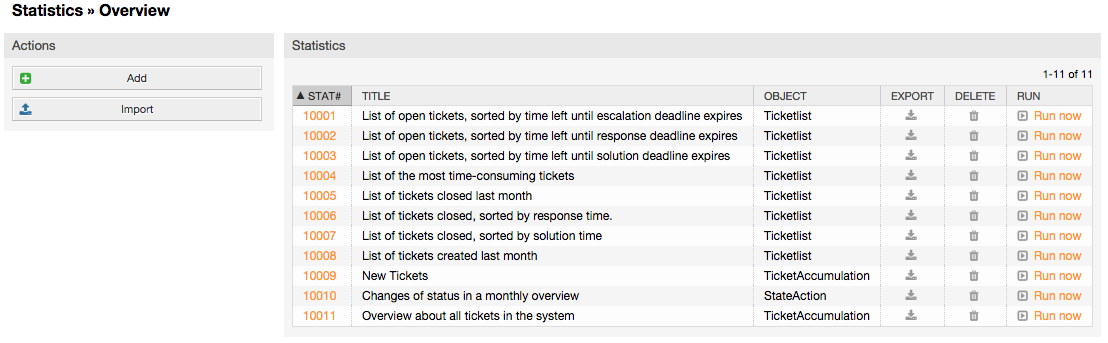 Statistics » Overview
Actions
Add
Import
Statistics
1-11 of 11
STAT# TITLE OBJECT EXPORT DELETE RUN
10001 List of open tickets, sorted by time left until escalation deadline expires Ticketlist Run now
10002 List of open tickets, sorted by time left until response deadline expires Ticketlist Run now
10003 List of open tickets, sorted by time left until solution deadline expires Ticketlist Run now
10004 List of the most time-consuming tickets Ticketlist Run now
10005 List of tickets closed last month Ticketlist Run now
10006 List of tickets closed, sorted by response time. Ticketlist Run now
10007 List of tickets closed, sorted by solution time Ticketlist Run now
10008 List of tickets created last month Ticketlist Run now
10009 New Tickets TicketAccumulation Run now
10010 Changes of status in a monthly overview StateAction Run now
10011 Overview about all tickets in the system TicketAccumulation Run now